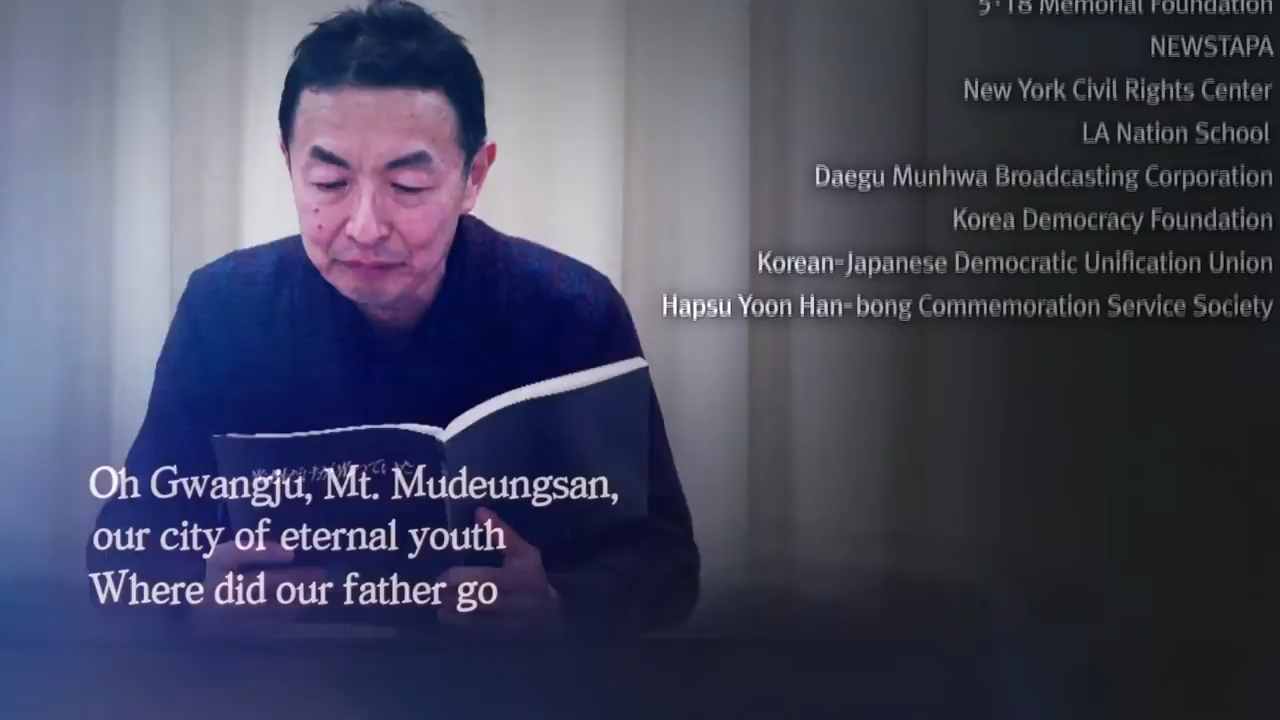 5·18 Memorial Foundation
NEWSTAPA
New York Civil Rights Center
LA Nation School
Daegu Munhwa Broadcasting Corporation
Korea Democracy Foundation
Korean-Japanese Democratic Unification Union
Hapsu Yoon Han-bong Commemoration Service Society
Oh Gwangju, Mt. Mudeungsan,
our city of eternal youth
Where did our father go